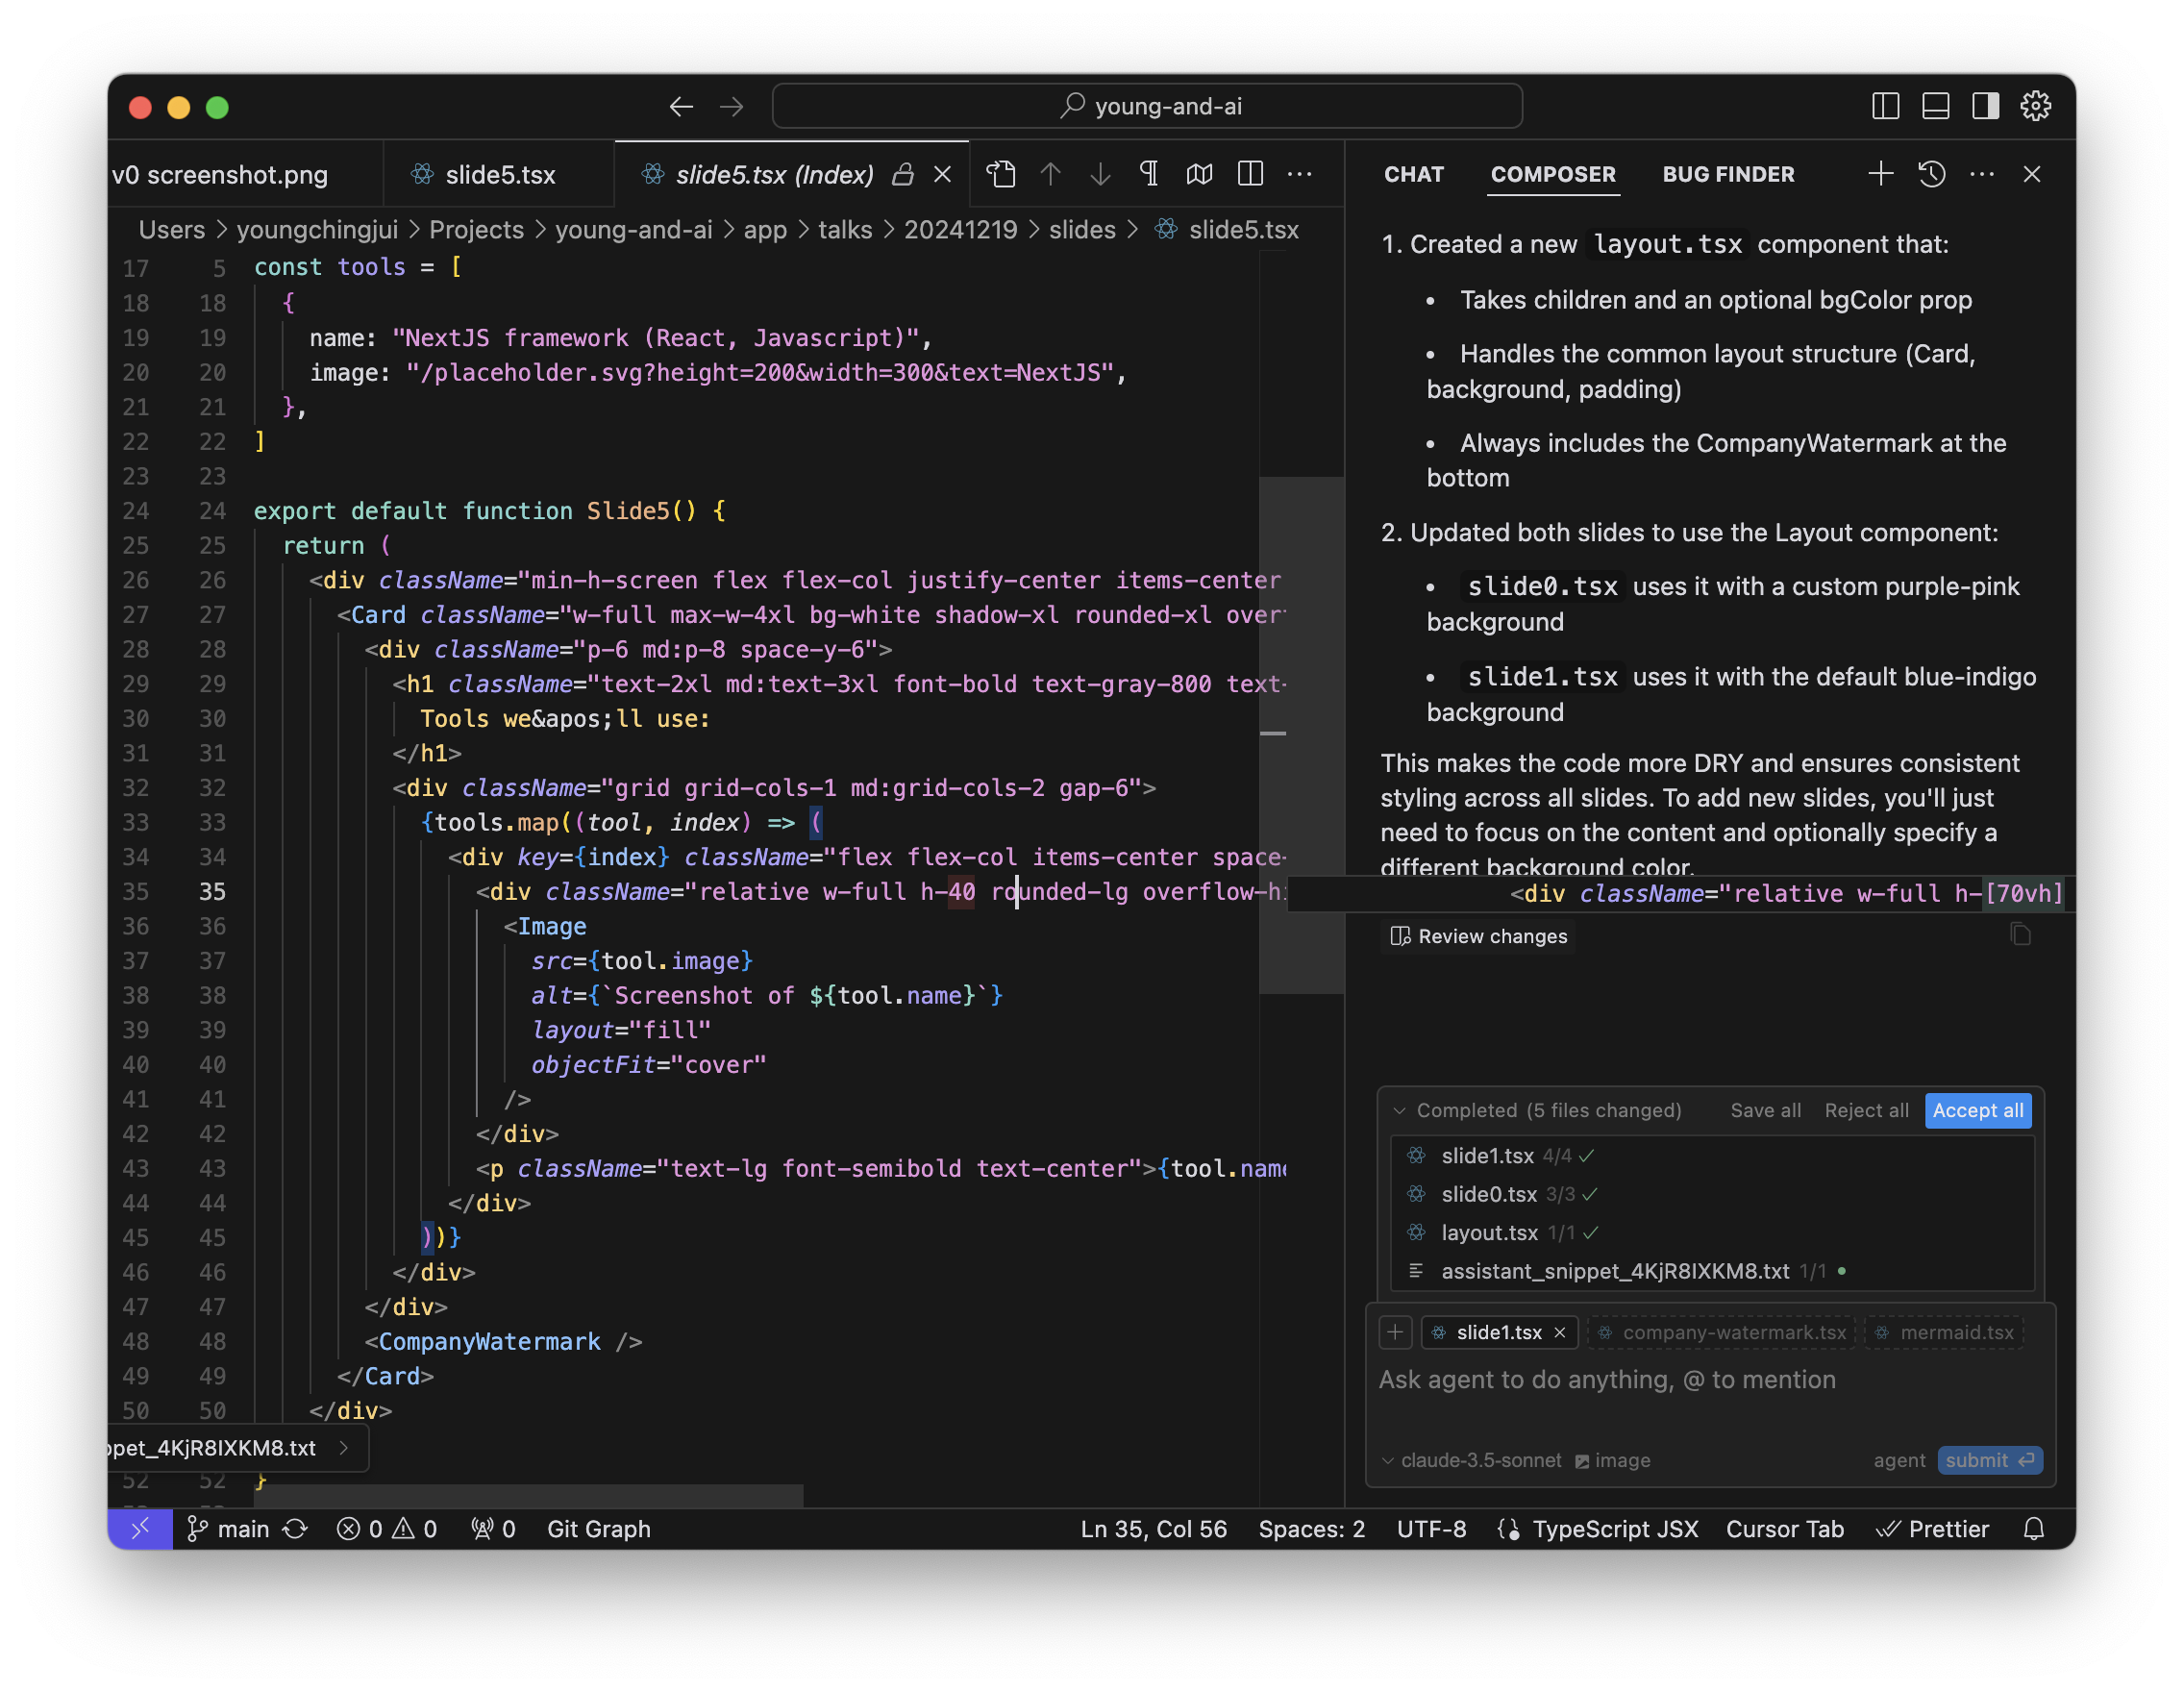 young-and-ai
v0 screenshot.png
slide5.tsx
slide5.tsx (Index)
Users > youngchingjui > Projects > young-and-ai > app > talks > 20241219 > slides > slide5.tsx
17 5 const tools = [
18 18 {
19 19 name: "NextJS framework (React, Javascript)",
20 20 image: "/placeholder.svg?height=200&width=300&text=NextJS",
21 21 },
22 22 ]
23 23
24 24 export default function Slide5() {
25 25 return (
26 26 <div className="min-h-screen flex flex-col justify-center items-center
27 27 <Card className="w-full max-w-4xl bg-white shadow-xl rounded-xl over
28 28 <div className="p-6 md:p-8 space-y-6">
29 29 <h1 className="text-2xl md:text-3xl font-bold text-gray-800 text-
30 30 Tools we&apos;ll use:
31 31 </h1>
32 32 <div className="grid grid-cols-1 md:grid-cols-2 gap-6">
33 33 {tools.map((tool, index) => (
34 34 <div key={index} className="flex flex-col items-center space-
35 35 <div className="relative w-full h-40 rounded-lg overflow-hi
36 36 <Image
37 37 src={tool.image}
38 38 alt={`Screenshot of ${tool.name}`}
39 39 layout="fill"
40 40 objectFit="cover"
41 41 />
42 42 </div>
43 43 <p className="text-lg font-semibold text-center">{tool.name
44 44 </div>
45 45 ))}
46 46 </div>
47 47 </div>
48 48 <CompanyWatermark />
49 49 </Card>
50 50 </div>
ppet_4KjR8IXKM8.txt >
52 52 }
CHAT COMPOSER BUG FINDER
1. Created a new layout.tsx component that:
• Takes children and an optional bgColor prop
• Handles the common layout structure (Card,
background, padding)
• Always includes the CompanyWatermark at the
bottom
2. Updated both slides to use the Layout component:
• slide0.tsx uses it with a custom purple-pink
background
• slide1.tsx uses it with the default blue-indigo
background
This makes the code more DRY and ensures consistent
styling across all slides. To add new slides, you'll just
need to focus on the content and optionally specify a
different background color.
<div className="relative w-full h-[70vh]
Review changes
Completed (5 files changed) Save all Reject all Accept all
slide1.tsx 4/4
slide0.tsx 3/3
layout.tsx 1/1
assistant_snippet_4KjR8IXKM8.txt 1/1
slide1.tsx company-watermark.tsx mermaid.tsx
Ask agent to do anything, @ to mention
claude-3.5-sonnet image agent submit
main 0 0 0 Git Graph Ln 35, Col 56 Spaces: 2 UTF-8 TypeScript JSX Cursor Tab Prettier